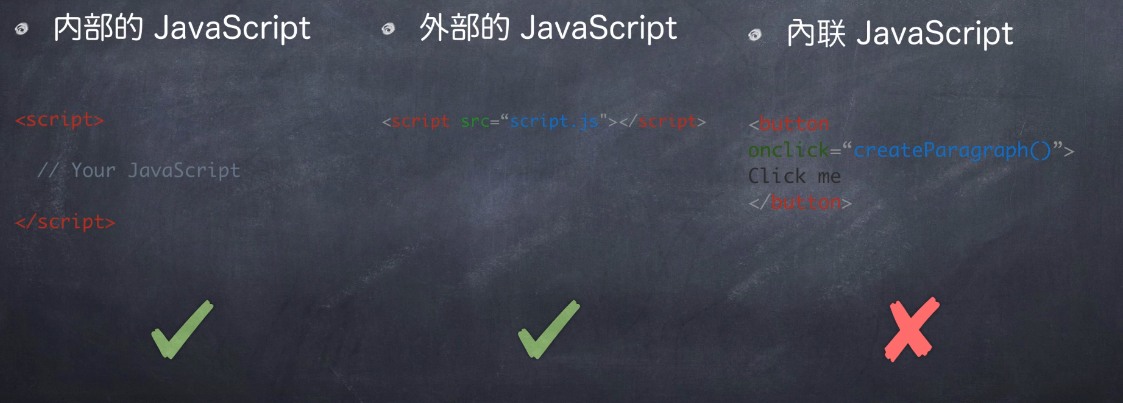 内部的 JavaScript
<script>
// Your JavaScript
</script>
外部的 JavaScript
<script src=“script.js"></script>
內联 JavaScript
<button
onclick=“createParagraph()”>
Click me
</button>